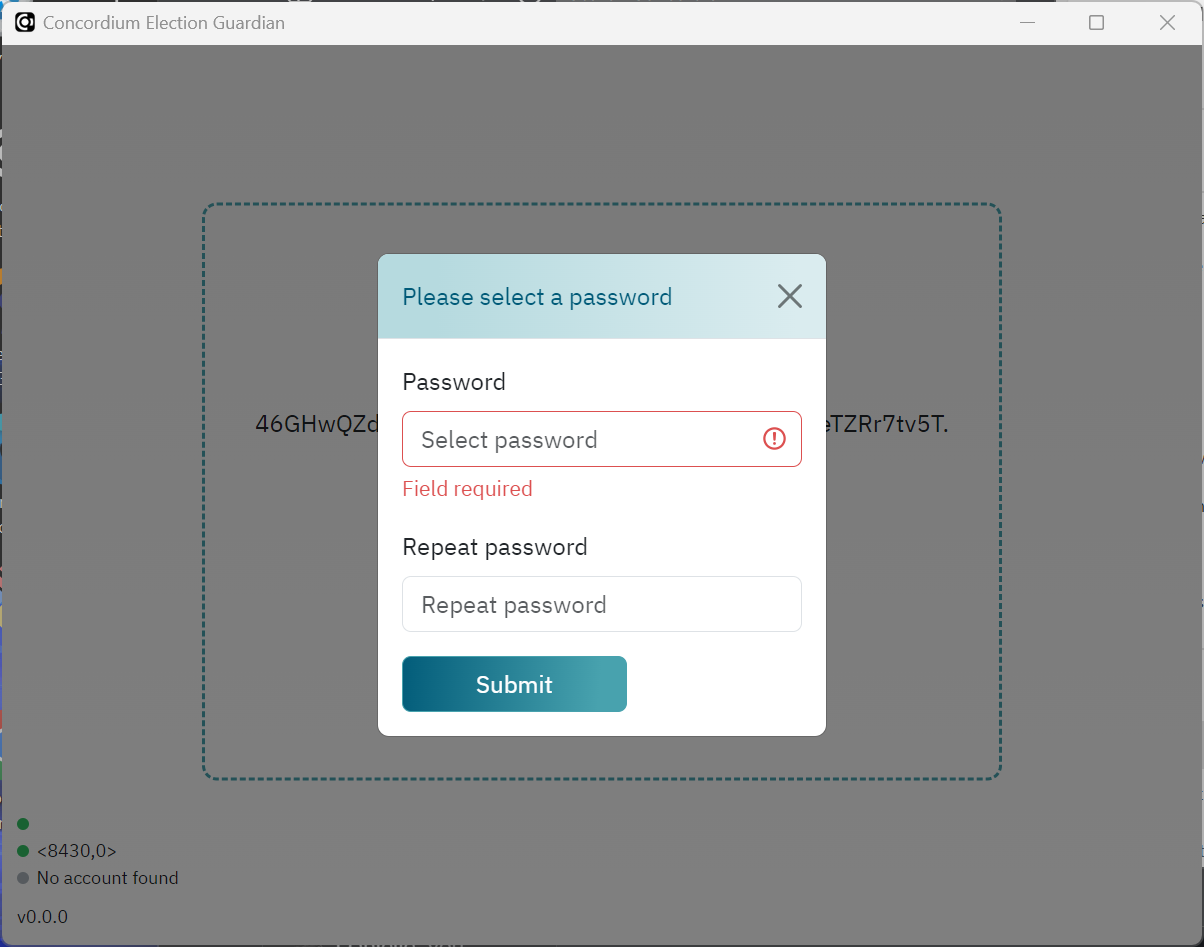 Concordium Election Guardian
Please select a password
Password
46GHwQZd
eTZRr7tv5T.
Select password
Field required
Repeat password
Repeat password
Submit
<8430,0>
No account found
v0.0.0